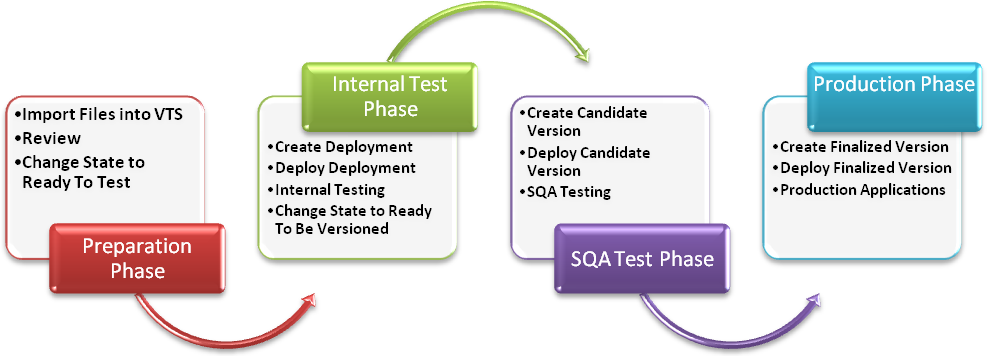 •Import Files into VTS
•Review
•Change State to
Ready To Test
Preparation
Phase
Internal Test
Phase
•Create Deployment
•Deploy Deployment
•Internal Testing
•Change State to Ready
To Be Versioned
•Create Candidate
Version
•Deploy Candidate
Version
•SQA Testing
SQA Test Phase
Production Phase
•Create Finalized Version
•Deploy Finalized Version
•Production Applications